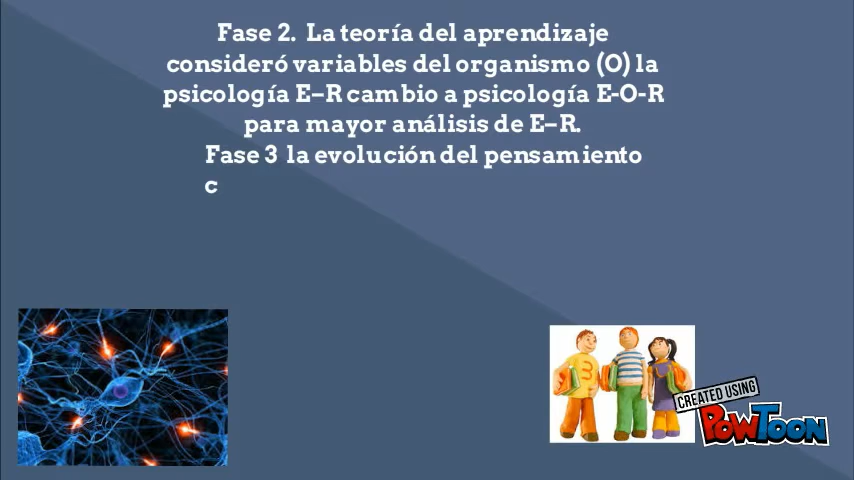 Fase 2. La teoría del aprendizaje
consideró variables del organismo (O) la
psicología E–R cambio a psicología E-O-R
para mayor análisis de E–R.
Fase 3 la evolución del pensamiento
c
CREATED USING
POWTOON